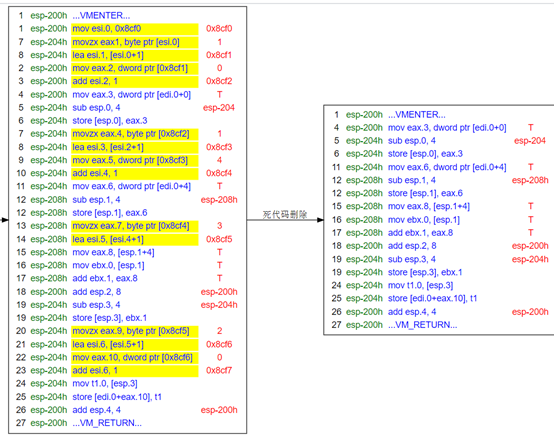 1 esp-200h ...VMENTER...
1 esp-200h mov esi.0, 0x8cf0 0x8cf0
7 esp-204h movzx eax1, byte ptr [esi.0] 1
8 esp-204h lea esi.1, [esi.0+1] 0x8cf1
2 esp-200h mov eax.2, dword ptr [0x8cf1] 0
3 esp-200h add esi.2, 1 0x8cf2
4 esp-200h mov eax.3, dword ptr [edi.0+0] T
5 esp-204h sub esp.0, 4 esp-204
6 esp-204h store [esp.0], eax.3
7 esp-204h movzx eax.4, byte ptr [0x8cf2] 1
8 esp-204h lea esi.3, [esi.2+1] 0x8cf3
9 esp-204h mov eax.5, dword ptr [0x8cf3] 4
10 esp-204h add esi.4, 1 0x8cf4
11 esp-204h mov eax.6, dword ptr [edi.0+4] T
12 esp-208h sub esp.1, 4 esp-208h
12 esp-208h store [esp.1], eax.6
13 esp-208h movzx eax.7, byte ptr [0x8cf4] 3
14 esp-208h lea esi.5, [esi.4+1] 0x8cf5
15 esp-208h mov eax.8, [esp.1+4] T
16 esp-208h mov ebx.0, [esp.1] T
17 esp-208h add ebx.1, eax.8 T
18 esp-200h add esp.2, 8 esp-200h
19 esp-204h sub esp.3, 4 esp-204h
19 esp-204h store [esp.3], ebx.1
20 esp-204h movzx eax.9, byte ptr [0x8cf5] 2
21 esp-204h lea esi.6, [esi.5+1] 0x8cf6
22 esp-204h mov eax.10, dword ptr [0x8cf6] 0
23 esp-204h add esi.6, 1 0x8cf7
24 esp-204h mov t1.0, [esp.3]
25 esp-204h store [edi.0+eax.10], t1
26 esp-200h add esp.4, 4 esp-200h
27 esp-200h ...VM_RETURN...
死代码删除
1 esp-200h ...VMENTER...
4 esp-200h mov eax.3, dword ptr [edi.0+0] T
5 esp-204h sub esp.0, 4 esp-204
6 esp-204h store [esp.0], eax.3
11 esp-204h mov eax.6, dword ptr [edi.0+4] T
12 esp-208h sub esp.1, 4 esp-208h
12 esp-208h store [esp.1], eax.6
15 esp-208h mov eax.8, [esp.1+4] T
16 esp-208h mov ebx.0, [esp.1] T
17 esp-208h add ebx.1, eax.8 T
18 esp-200h add esp.2, 8 esp-200h
19 esp-204h sub esp.3, 4 esp-204h
19 esp-204h store [esp.3], ebx.1
24 esp-204h mov t1.0, [esp.3]
25 esp-204h store [edi.0+eax.10], t1
26 esp-200h add esp.4, 4 esp-200h
27 esp-200h ...VM_RETURN...